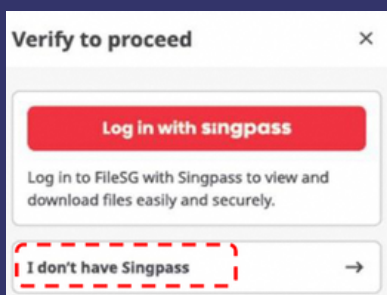 Verify to proceed
Log in with singpass
Log in to FileSG with Singpass to view and
download files easily and securely.
I don't have Singpass